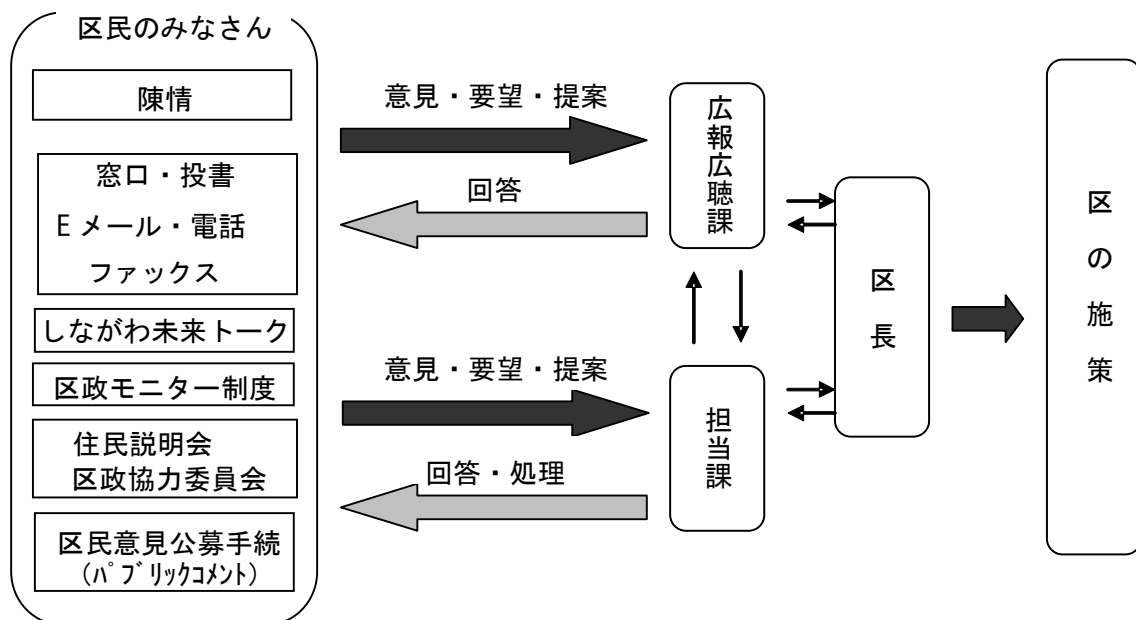 区民のみなさん
陳情
窓口・投書
Eメール・電話
ファックス
しながわ未来トーク
区政モニター制度
住民説明会
区政協力委員会
区民意見公募手続
(ﾊﾟﾌﾞﾘｯｸｺﾒﾝﾄ)
意見・要望・提案
回答
意見・要望・提案
回答・処理
広報広聴課
担当課
区長
区の施策